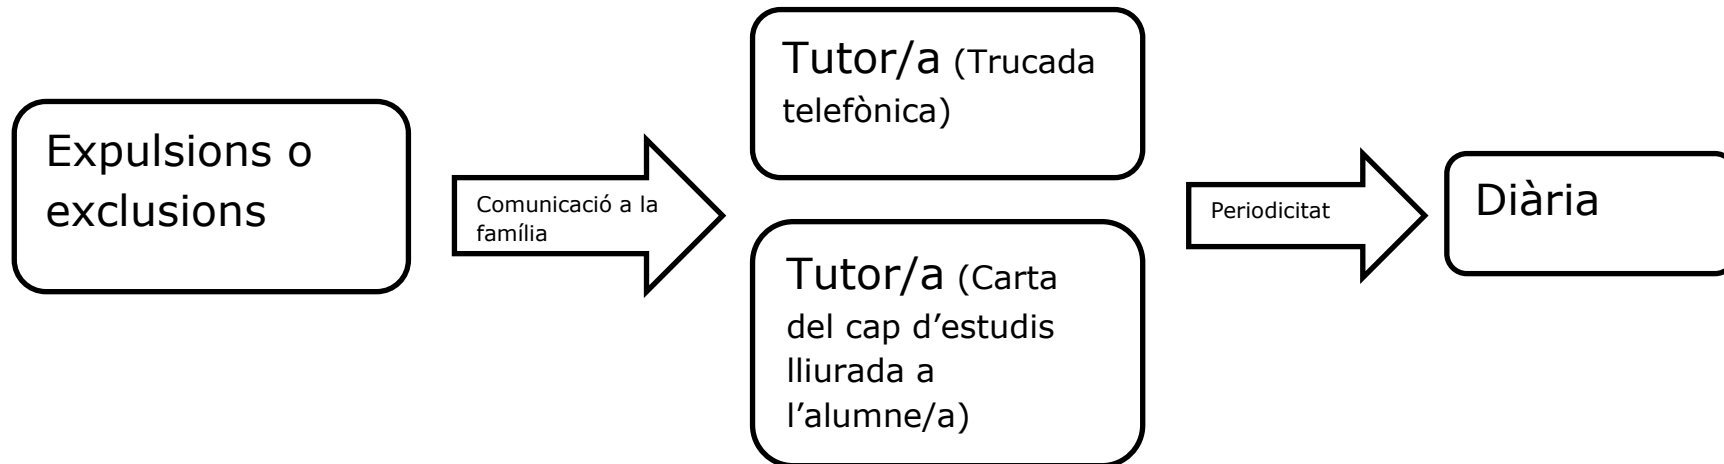 Expulsions o
exclusions
Comunicació a la
família
Tutor/a (Trucada
telefònica)
Tutor/a (Carta
del cap d’estudis
lliurada a
l’alumne/a)
Periodicitat
Diària